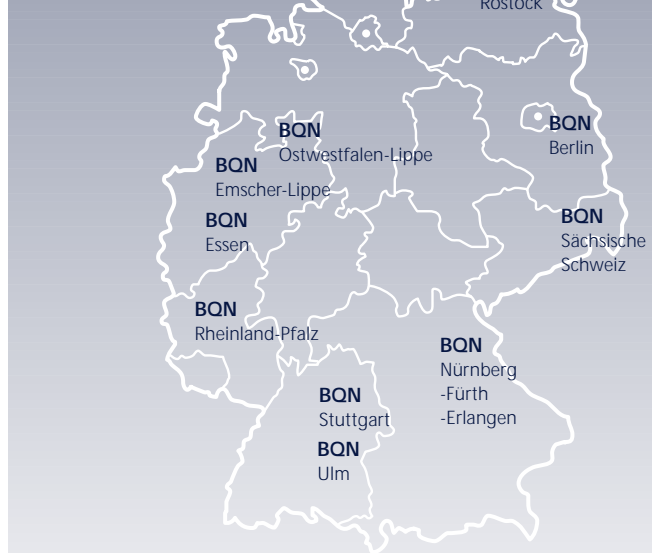 Rostock
BQN
Ostwestfalen-Lippe
BQN
Emscher-Lippe
BQN
Essen
BQN
Berlin
BQN
Sächsische
Schweiz
BQN
Rheinland-Pfalz
BQN
Nürnberg
-Fürth
-Erlangen
BQN
Stuttgart
BQN
Ulm